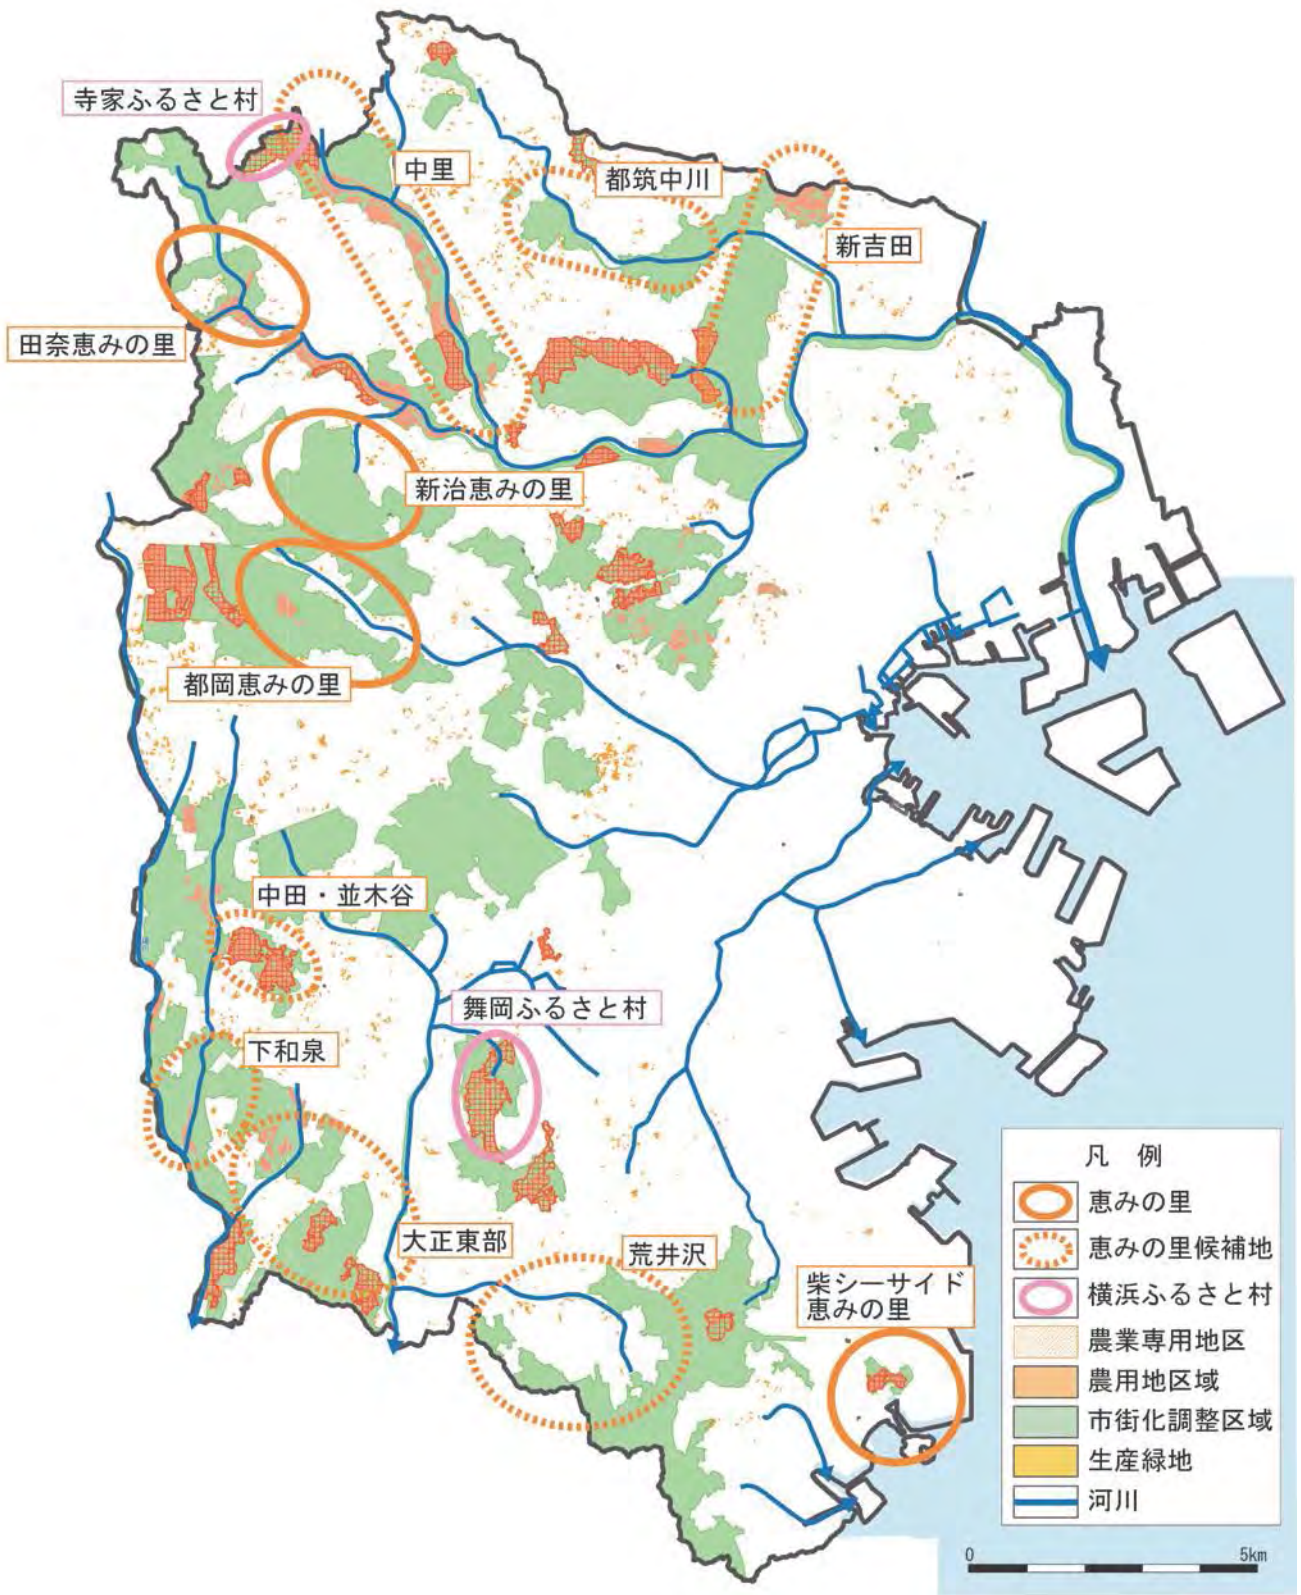 寺家ふるさと村
中里
都筑中川
新吉田
田奈恵みの里
新治恵みの里
都岡恵みの里
中田・並木谷
舞岡ふるさと村
下和泉
大正東部
荒井沢
柴シーサイド
恵みの里
凡 例
恵みの里
恵みの里候補地
横浜ふるさと村
農業専用地区
農用地区域
市街化調整区域
生産緑地
河川
0 5km